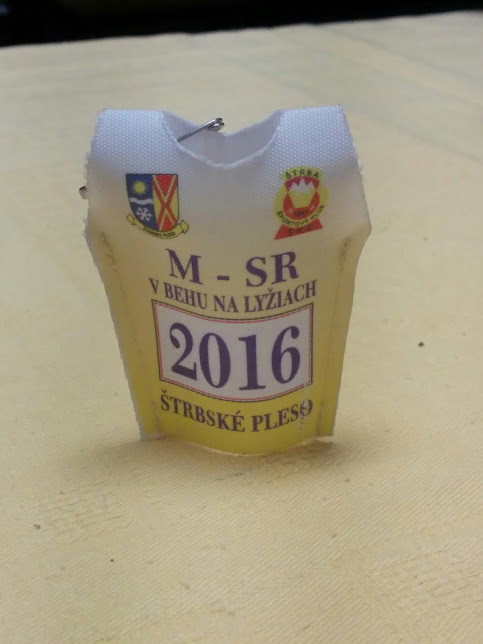 ŠTRBA
M - SR
V BEHU NA LYŽIACH
2016
ŠTRBSKÉ PLESO